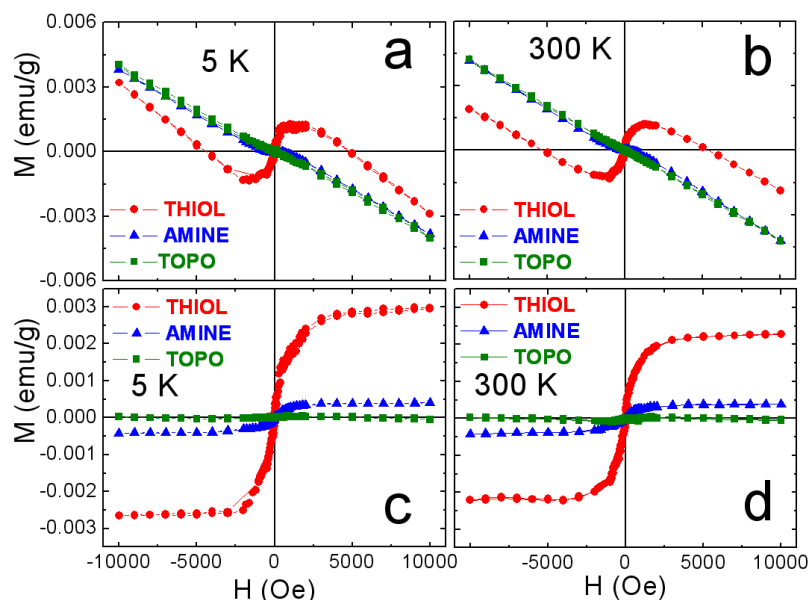 M (emu/g)
0.006
0.003
0.000
-0.003
-0.006
5 K
a
THIOL
AMINE
TOPO
300 K
b
THIOL
AMINE
TOPO
M (emu/g)
0.003
0.002
0.001
0.000
-0.001
-0.002
-0.003
THIOL
AMINE
TOPO
5 K
c
-10000 -5000 0 5000 10000
H (Oe)
THIOL
AMINE
TOPO
300 K
d
-10000 -5000 0 5000 10000
H (Oe)